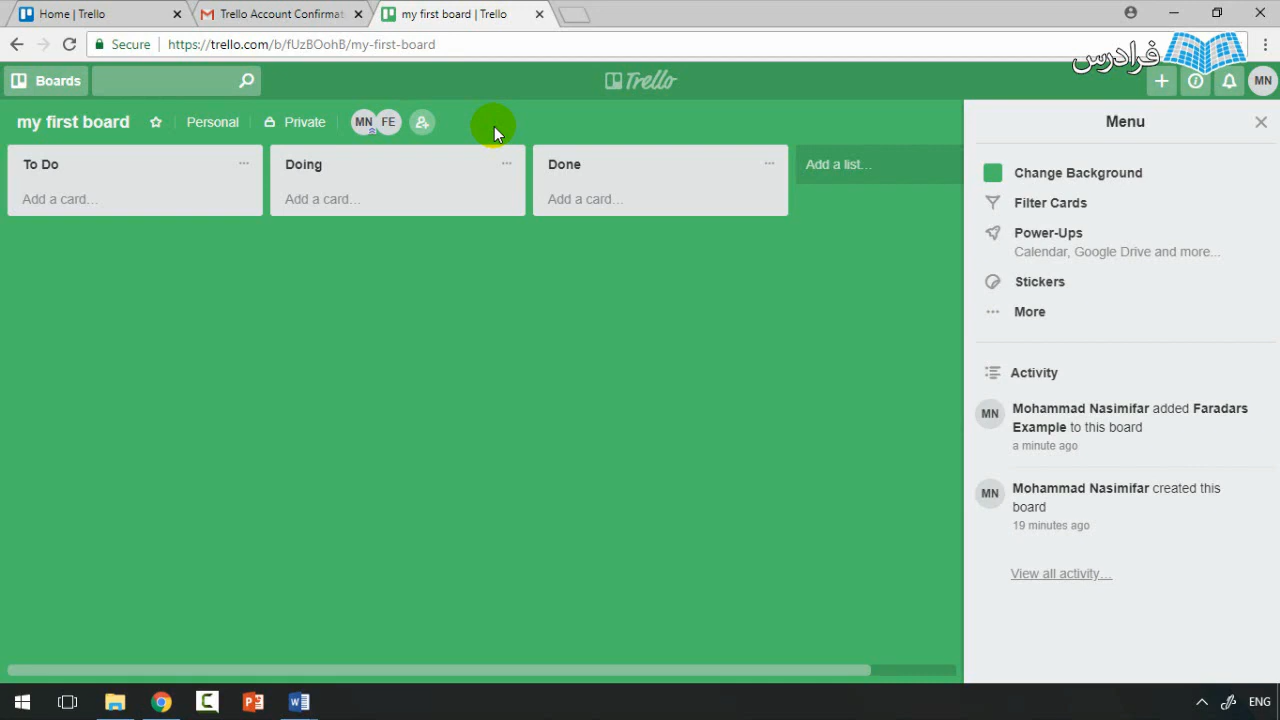 Home | Trello
Trello Account Confirmat
my first board | Trello
Secure
https://trello.com/b/fUzBOohB/my-first-board
فرادرس
Boards
Trello
MN
my first board
Personal
Private
MN
FE
Menu
To Do
Doing
Done
Add a list…
Add a card…
Add a card…
Add a card…
Change Background
Filter Cards
Power-Ups
Calendar, Google Drive and more…
Stickers
More
Activity
MN
Mohammad Nasimifar added Faradars
Example to this board
a minute ago
MN
Mohammad Nasimifar created this
board
19 minutes ago
View all activity…
ENG